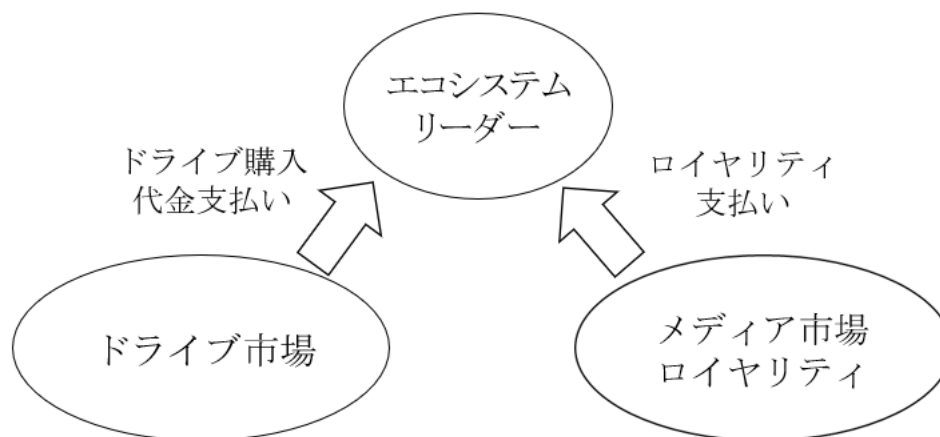 エコシステム
リーダー
ドライブ購入
代金支払い
ロイヤリティ
支払い
ドライブ市場
メディア市場
ロイヤリティ